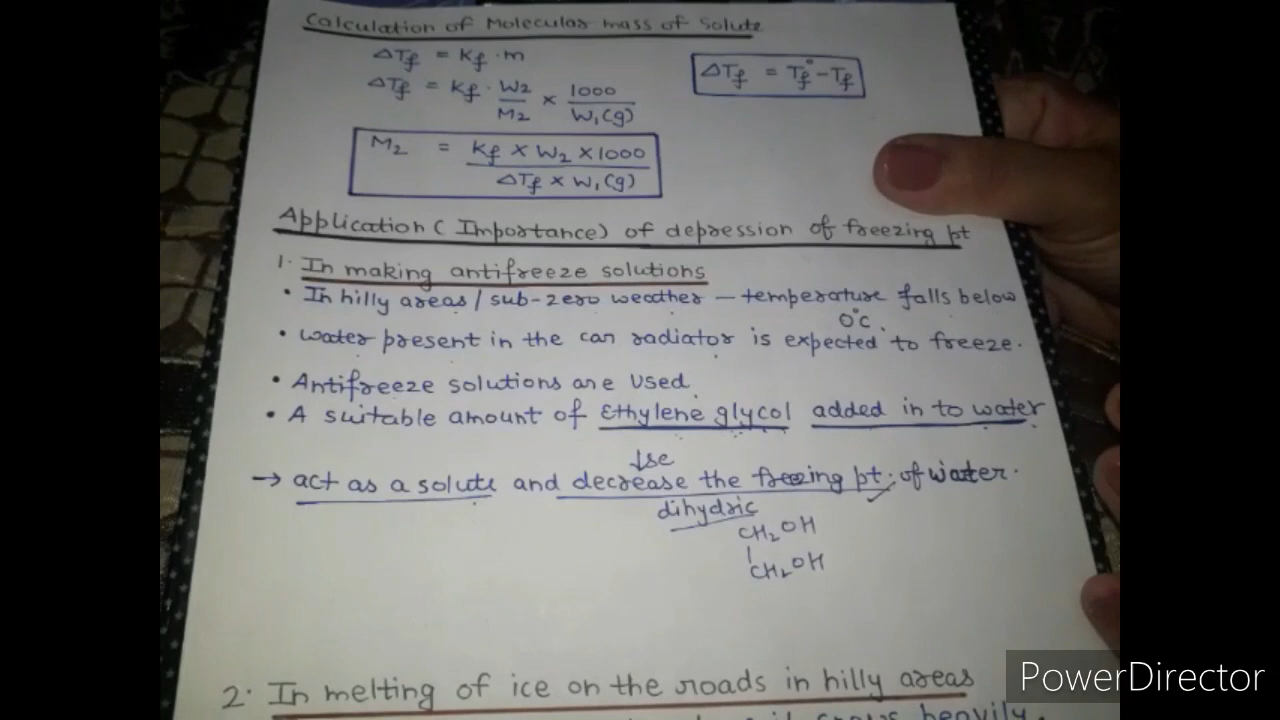 Calculation of Molecular mass of Solute
ΔTf = Kf · m
ΔTf = Tf° - Tf
ΔTf = Kf · W2/M2 × 1000/W1(g)
M2 = Kf × W2 × 1000 / ΔTf × W1(g)
Application (Importance) of depression of freezing pt
1. In making antifreeze solutions
• In hilly areas / sub-zero weather — temperature falls below
0°C.
• water present in the car radiator is expected to freeze.
• Antifreeze solutions are used.
• A suitable amount of Ethylene glycol added in to water
↓se
→ act as a solute and decrease the freezing pt. of water.
dihydric
CH2OH
|
CH2OH
2. In melting of ice on the roads in hilly areas
heavily.
PowerDirector